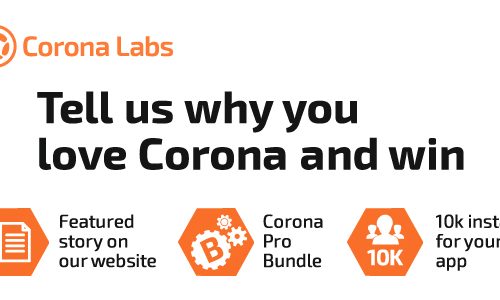 Corona Labs
Tell us why you
love Corona and win
Featured
story on
our website
B
Corona
Pro
Bundle
10K
10k inst
for your
app